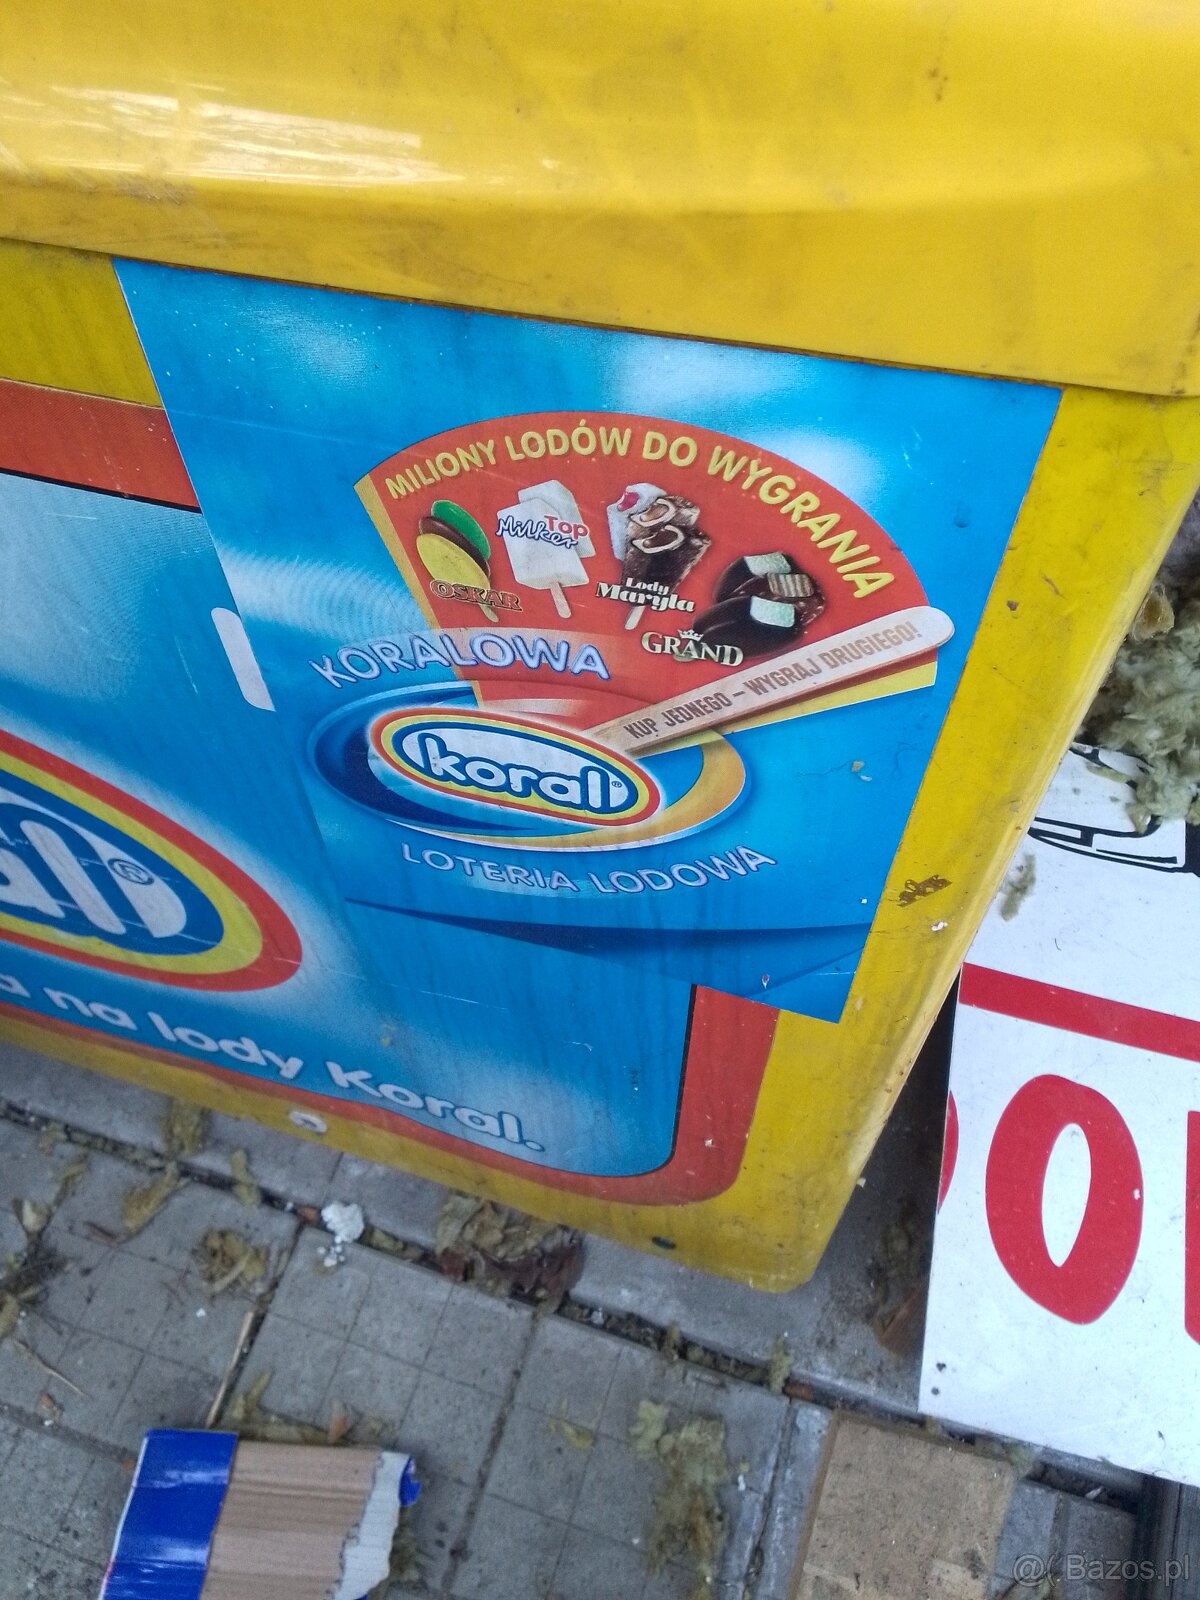 MILIONY LODÓW DO WYGRANIA
OSKAR
Top
Milker
Lody
Maryla
GRAND
KUP JEDNEGO – WYGRAJ DRUGIEGO!
KORALOWA
koral®
LOTERIA LODOWA
al®
a na lody Koral.
@(. Bazos.pl